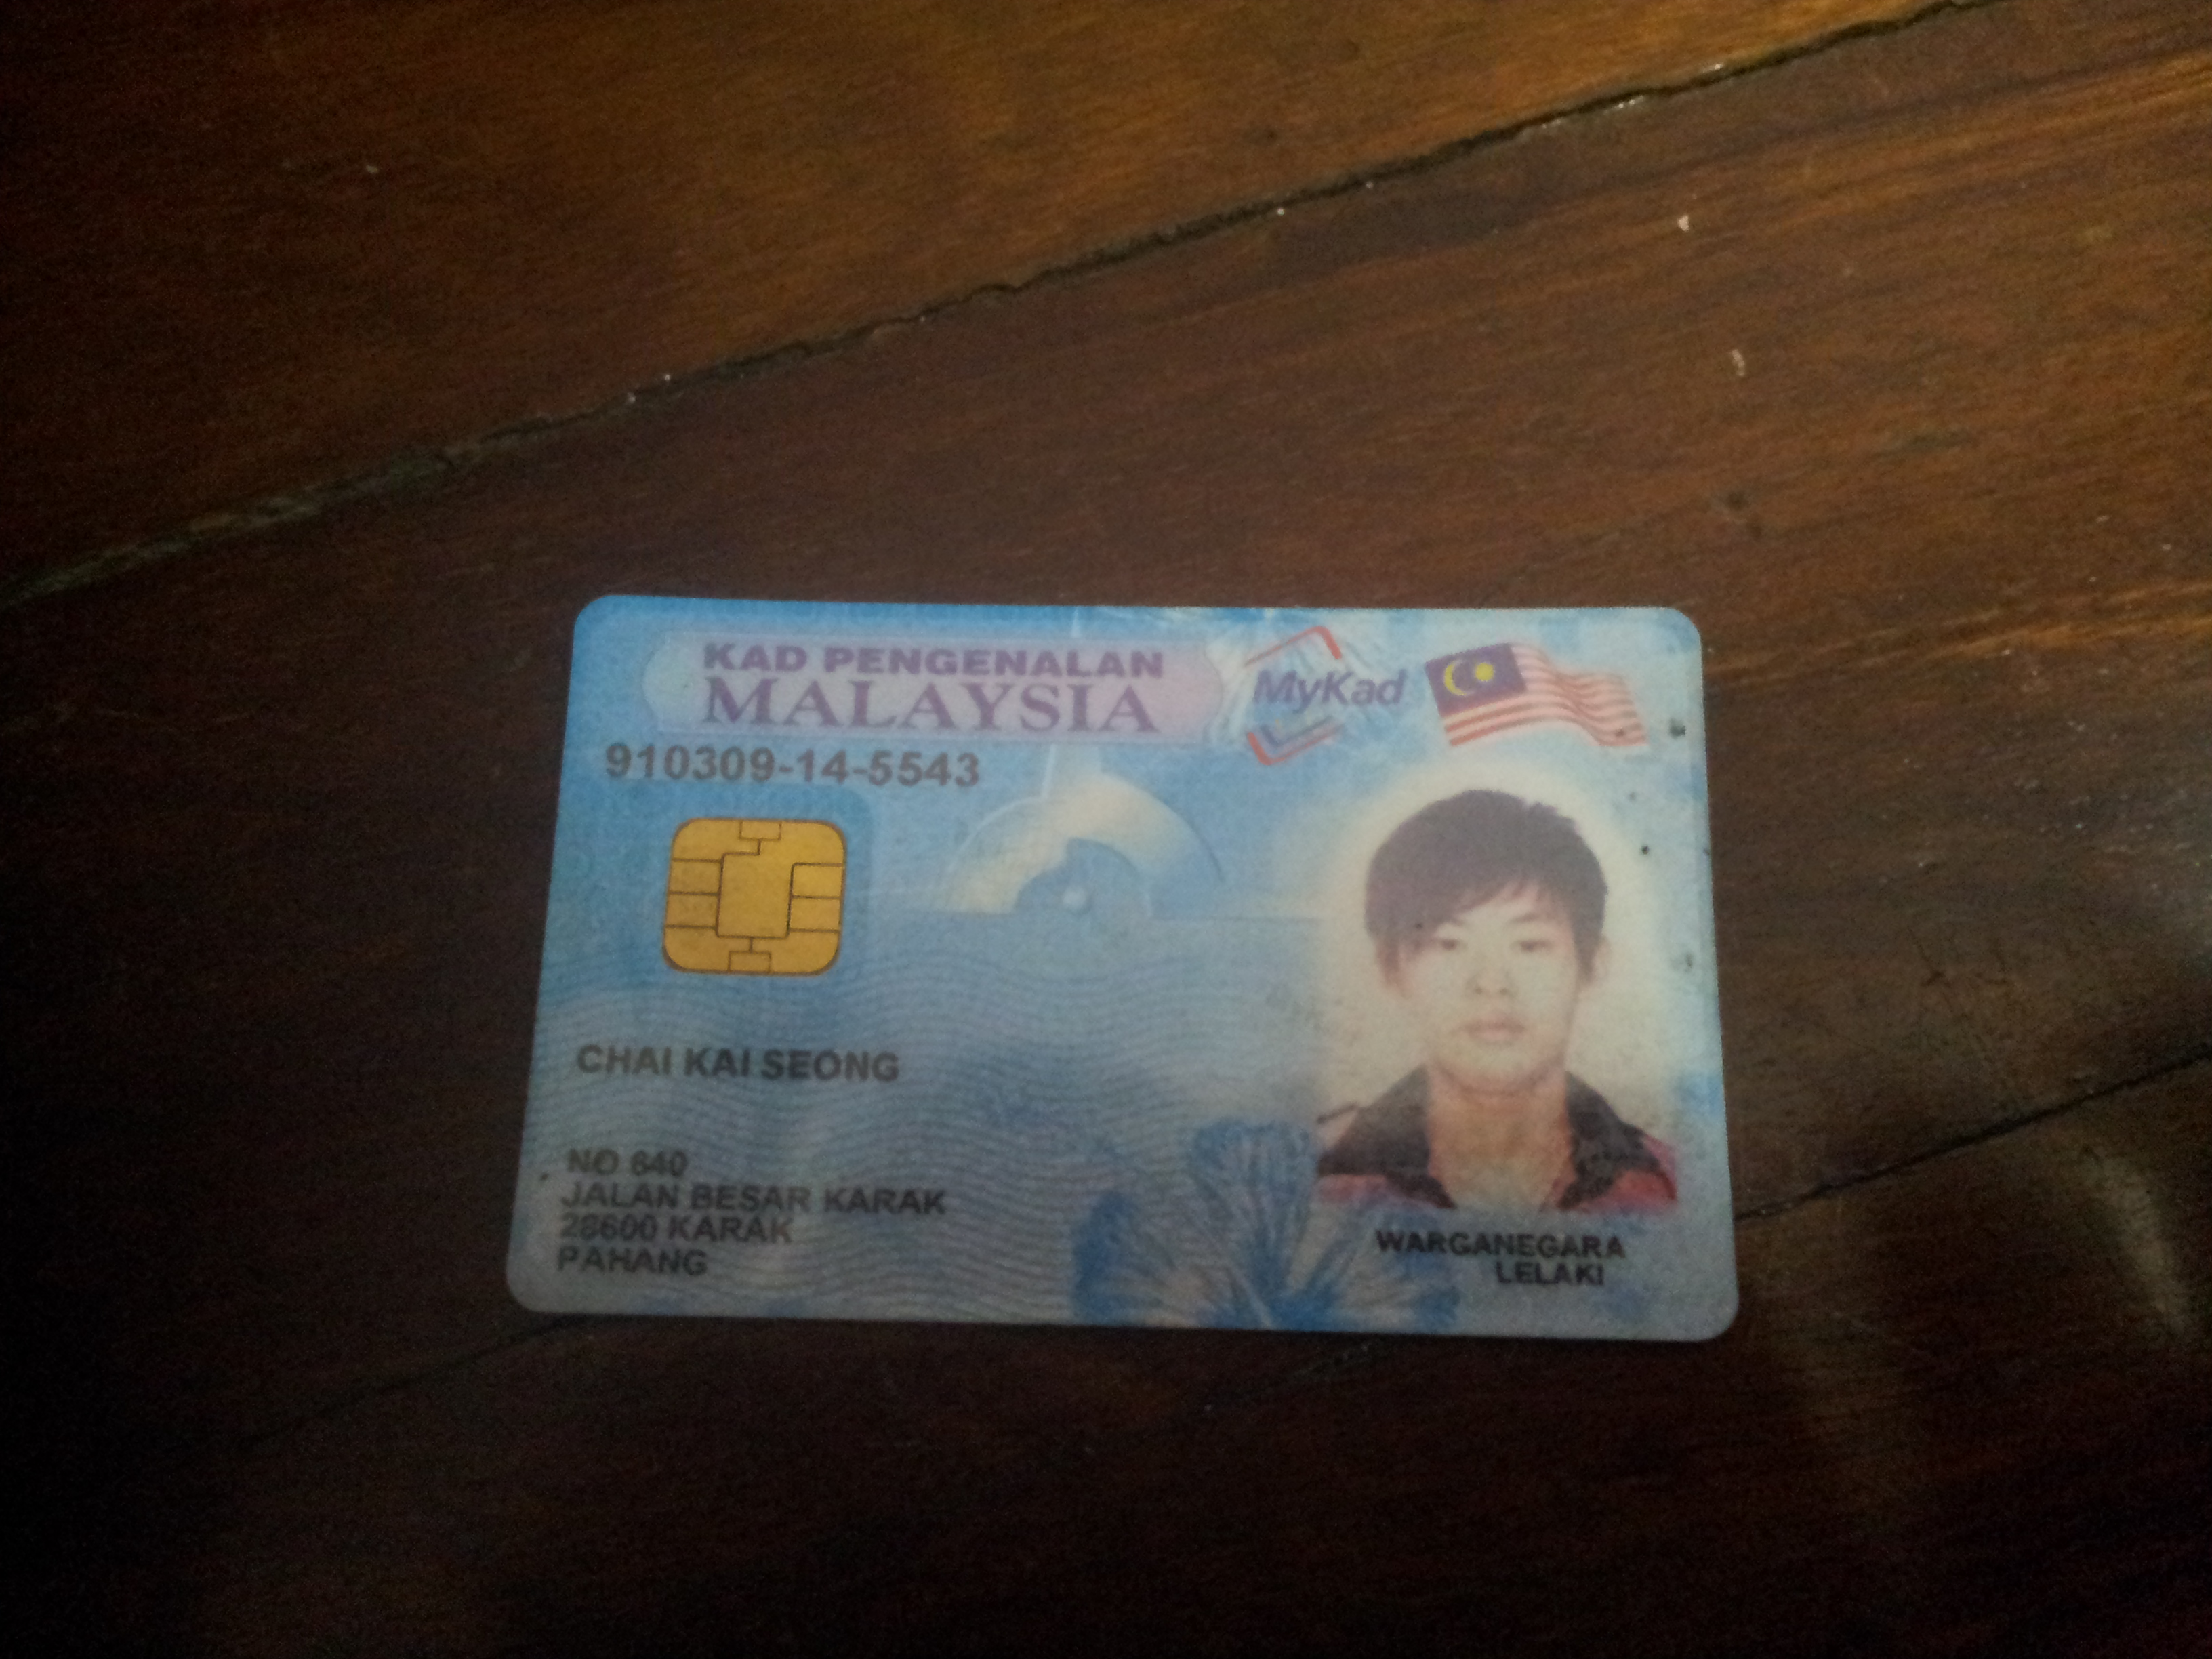 KAD PENGENALAN
MALAYSIA
MyKad
910309-14-5543
CHAI KAI SEONG
NO 640
JALAN BESAR KARAK
28600 KARAK
PAHANG
WARGANEGARA
LELAKI